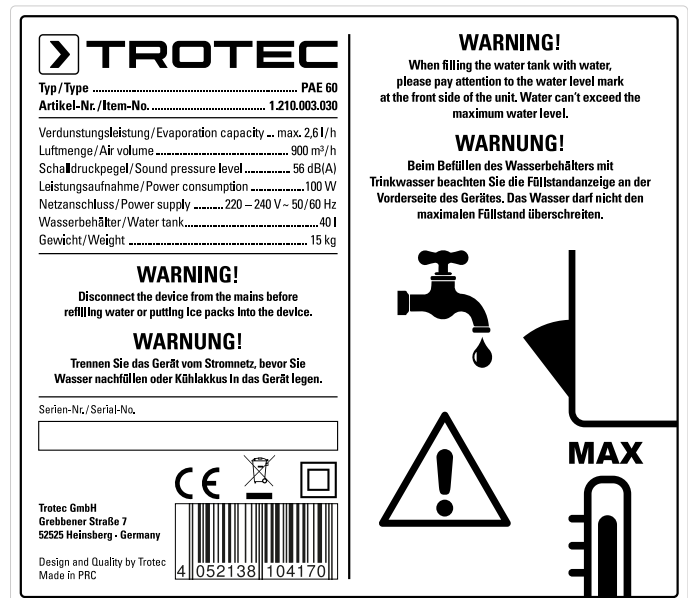 TROTEC
Typ/Type ........ PAE 60
Artikel-Nr./Item-No. ........ 1.210.003.030
Verdunstungsleistung/Evaporation capacity ... max. 2,6 l/h
Luftmenge/Air volume ........ 900 m³/h
Schalldruckpegel/Sound pressure level ........ 56 dB(A)
Leistungsaufnahme/Power consumption ........ 100 W
Netzanschluss/Power supply ........ 220 – 240 V ~ 50/60 Hz
Wasserbehälter/Water tank ........ 40 l
Gewicht/Weight ........ 15 kg
WARNING!
Disconnect the device from the mains before
refilling water or putting ice packs into the device.
WARNUNG!
Trennen Sie das Gerät vom Stromnetz, bevor Sie
Wasser nachfüllen oder Kühlakkus in das Gerät legen.
Serien-Nr./Serial-No.
CE
Trotec GmbH
Grebbener Straße 7
52525 Heinsberg · Germany
Design and Quality by Trotec
Made in PRC
4 052138 104170
WARNING!
When filling the water tank with water,
please pay attention to the water level mark
at the front side of the unit. Water can't exceed the
maximum water level.
WARNUNG!
Beim Befüllen des Wasserbehälters mit
Trinkwasser beachten Sie die Füllstandanzeige an der
Vorderseite des Gerätes. Das Wasser darf nicht den
maximalen Füllstand überschreiten.
MAX